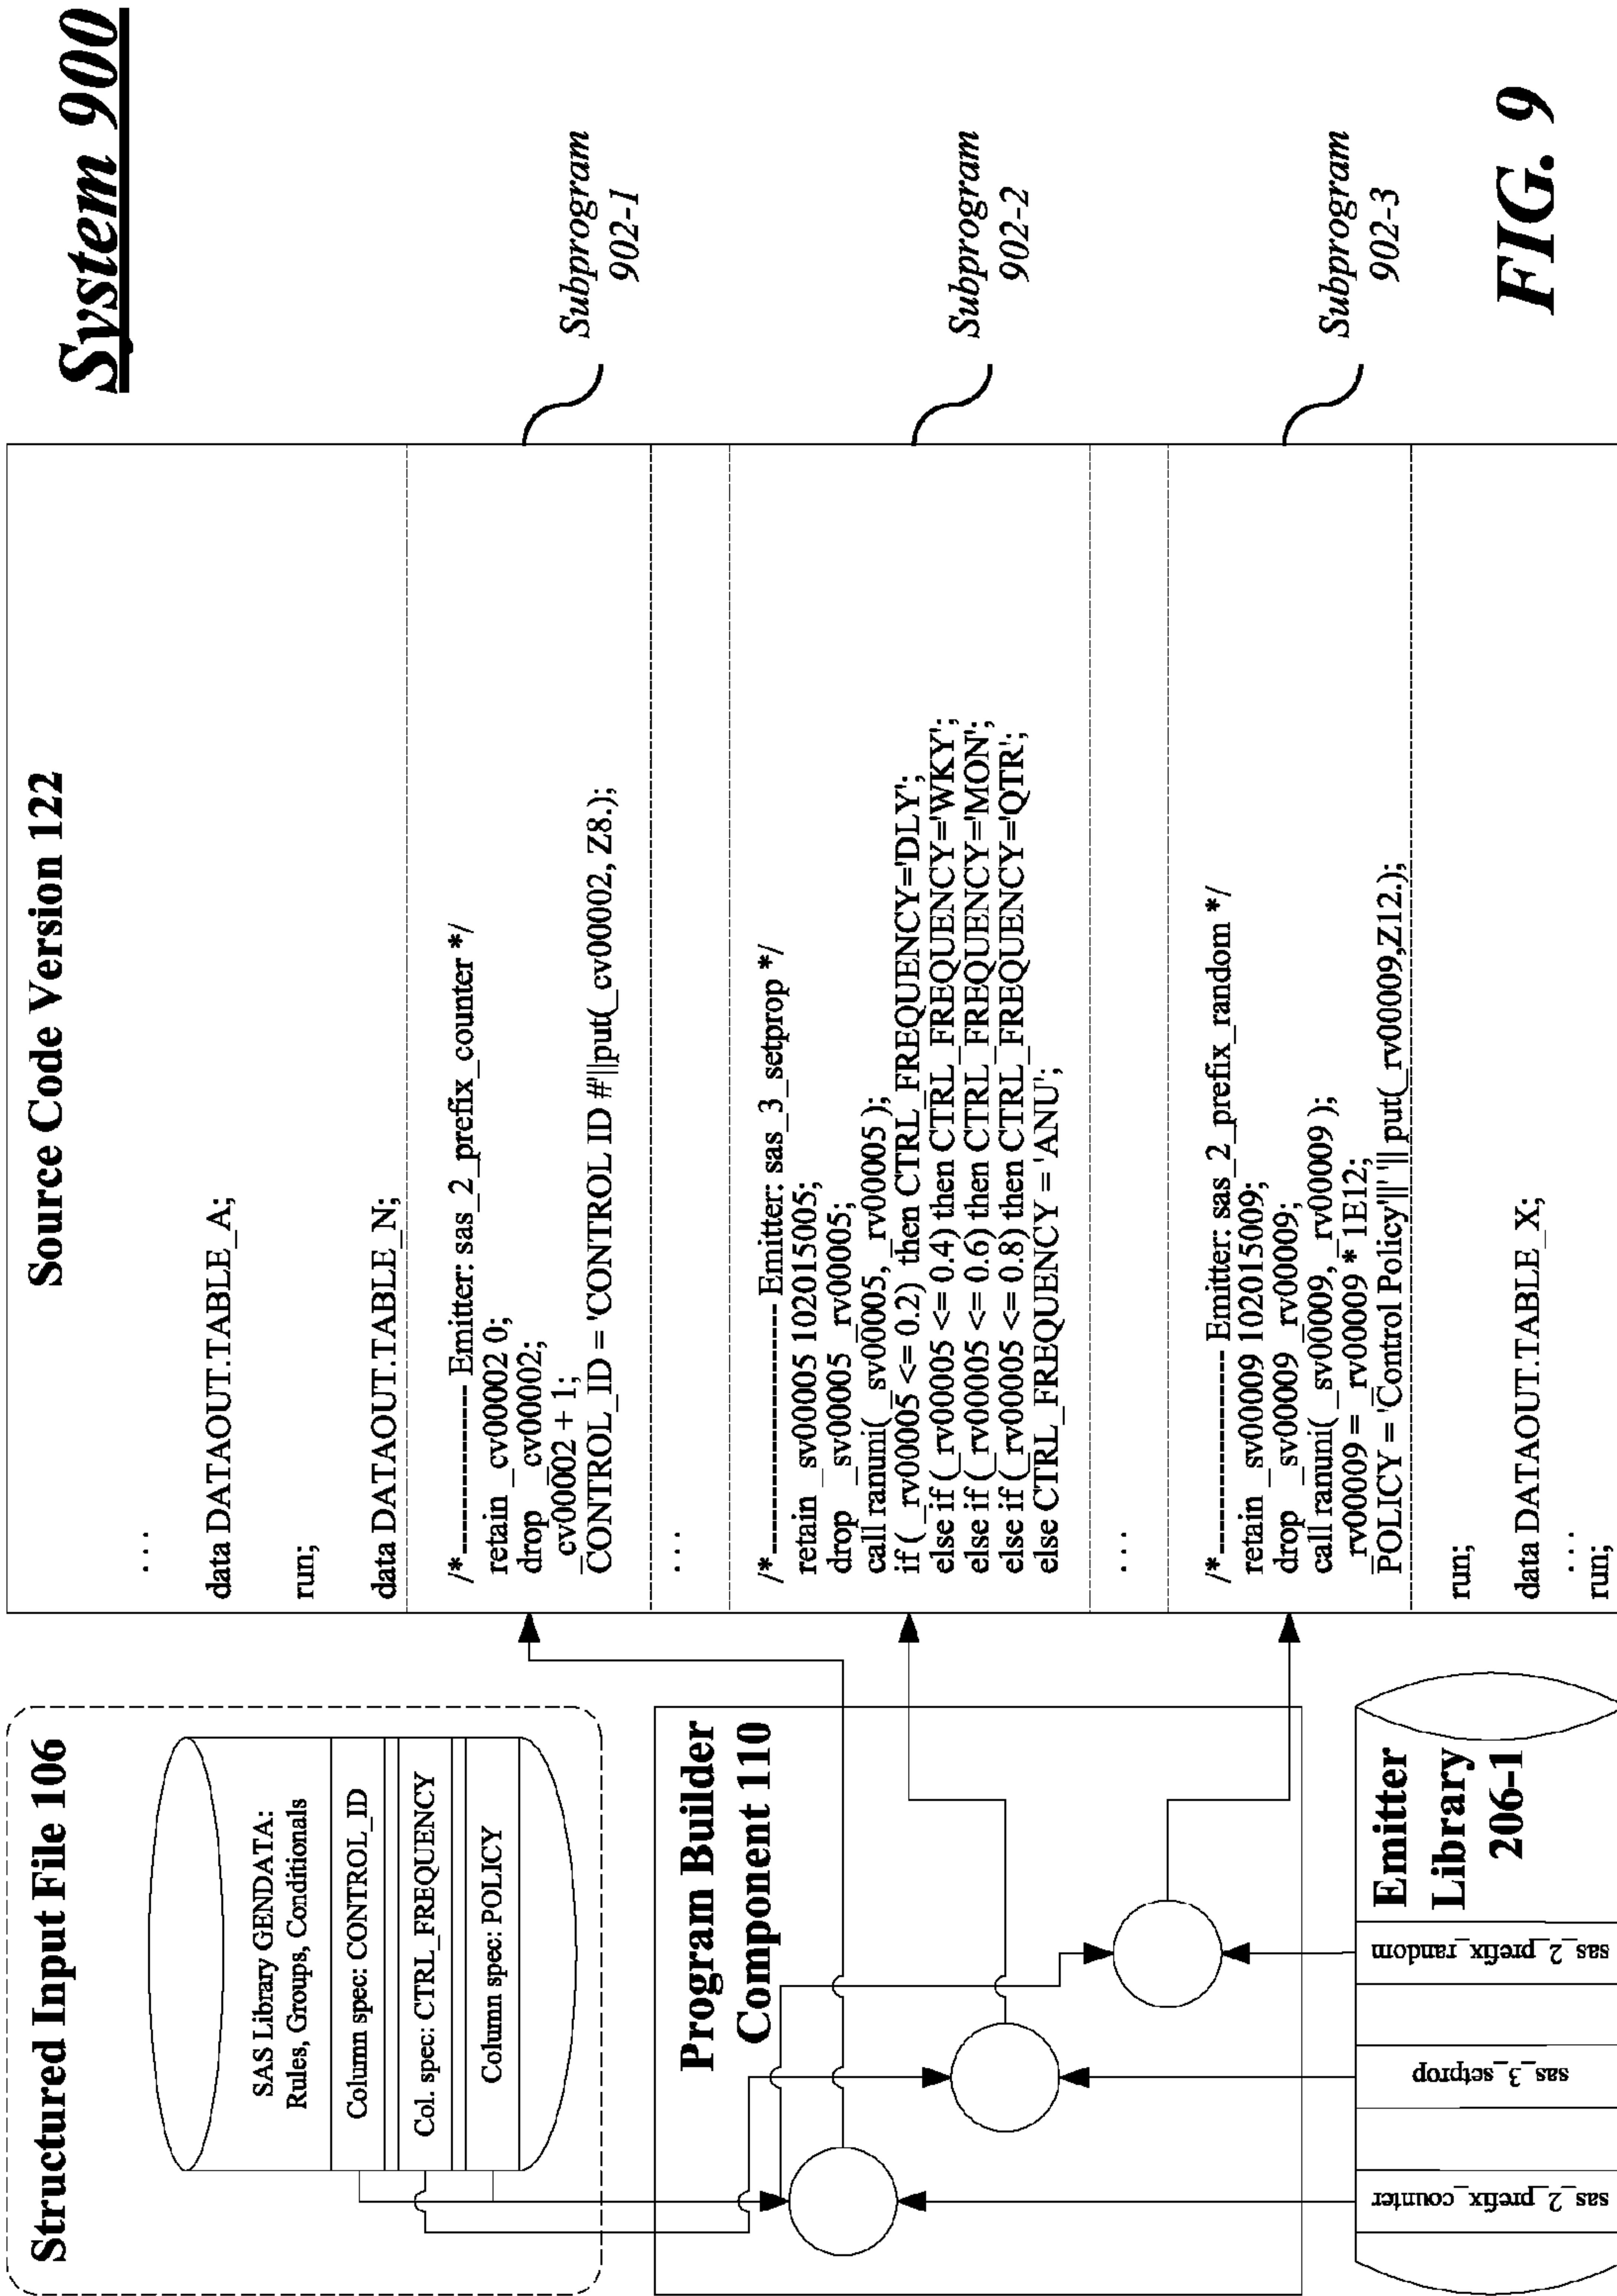 System 900
Structured Input File 106
SAS Library GENDATA:
Rules, Groups, Conditionals
Column spec: CONTROL_ID
Col. spec: CTRL_FREQUENCY
Column spec: POLICY
Program Builder
Component 110
Emitter
Library
206-1
sas_2_prefix_counter
sas_3_setprop
sas_2_prefix_random
Source Code Version 122
. . .
data DATAOUT.TABLE_A;
run;
data DATAOUT.TABLE_N;
/*-------------- Emitter: sas_2_prefix_counter */
retain _cv00002 0;
drop _cv00002;
_cv00002 + 1;
CONTROL_ID = 'CONTROL ID #'||put(_cv00002, Z8.);
. . .
/*-------------- Emitter: sas_3_setprop */
retain _sv00005 102015005;
drop _sv00005 _rv00005;
call ranuni( _sv00005, _rv00005 );
if ( _rv00005 <= 0.2) then CTRL_FREQUENCY='DLY';
else if (_rv00005 <= 0.4) then CTRL_FREQUENCY='WKY';
else if (_rv00005 <= 0.6) then CTRL_FREQUENCY='MON';
else if (_rv00005 <= 0.8) then CTRL_FREQUENCY='QTR';
else CTRL_FREQUENCY = 'ANU';
. . .
/*-------------- Emitter: sas_2_prefix_random */
retain _sv00009 102015009;
drop _sv00009 _rv00009;
call ranuni( _sv00009, _rv00009 );
_rv00009 = _rv00009 * 1E12;
POLICY = 'Control Policy'||' '|| put(_rv00009,Z12.);
run;
data DATAOUT.TABLE_X;
. . .
run;
Subprogram
902-1
Subprogram
902-2
Subprogram
902-3
FIG. 9